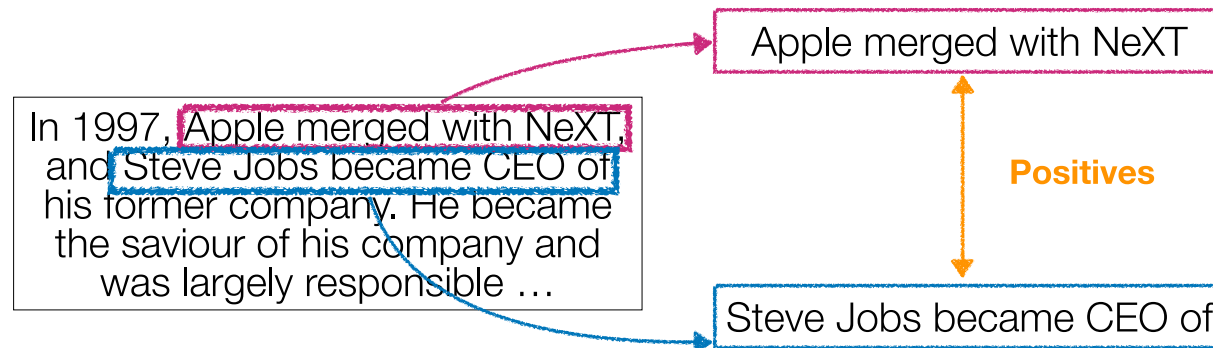 Apple merged with NeXT
In 1997, Apple merged with NeXT,
and Steve Jobs became CEO of
his former company. He became
the saviour of his company and
was largely responsible …
Positives
Steve Jobs became CEO of